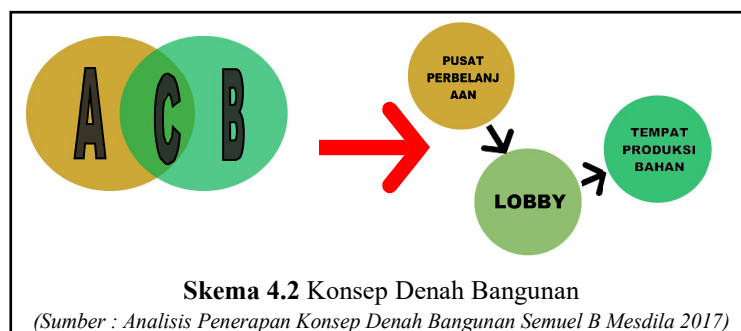 A C B
PUSAT
PERBELANJ
AAN
LOBBY
TEMPAT
PRODUKSI
BAHAN
Skema 4.2 Konsep Denah Bangunan
(Sumber : Analisis Penerapan Konsep Denah Bangunan Semuel B Mesdila 2017)